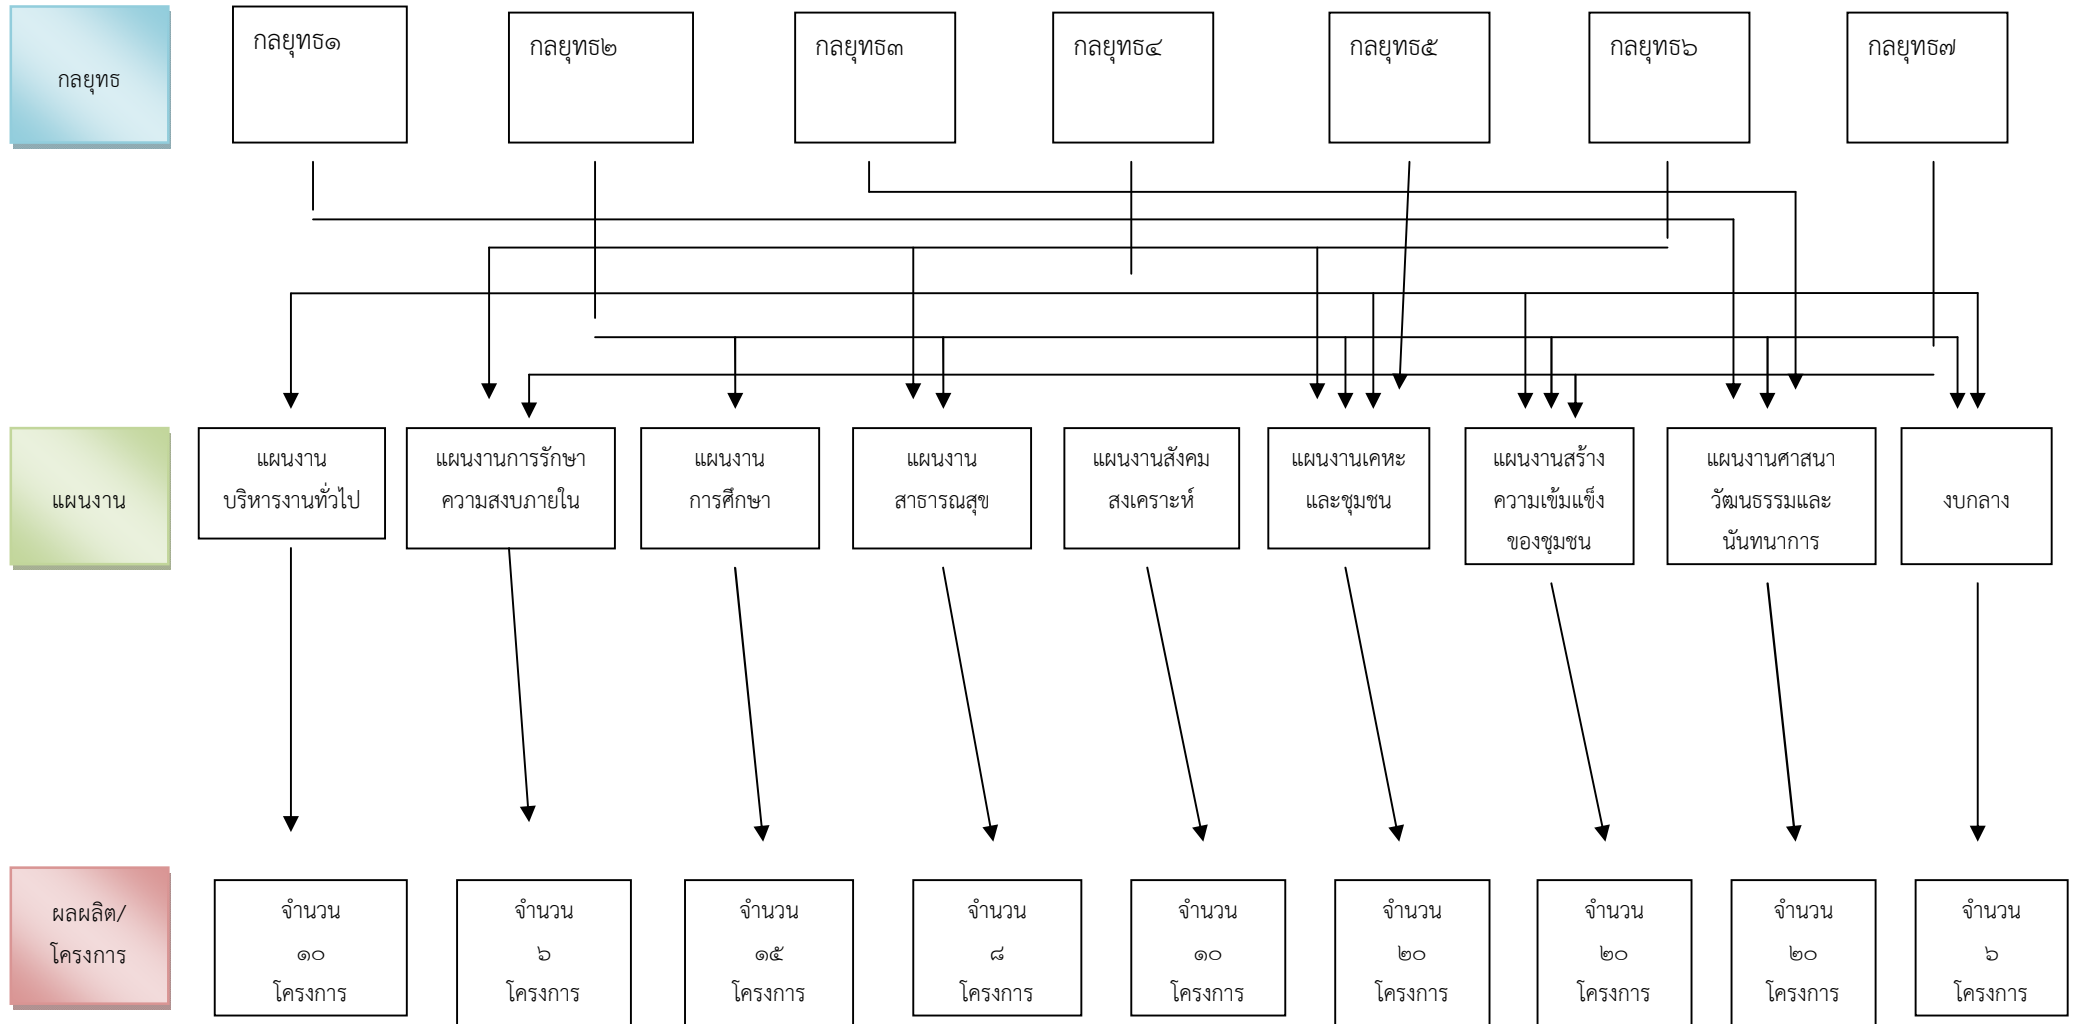 กลยุทธ
กลยุทธ๑
กลยุทธ๒
กลยุทธ๓
กลยุทธ๔
กลยุทธ๕
กลยุทธ๖
กลยุทธ๗
แผนงาน
แผนงาน
บริหารงานทั่วไป
แผนงานการรักษา
ความสงบภายใน
แผนงาน
การศึกษา
แผนงาน
สาธารณสุข
แผนงานสังคม
สงเคราะห์
แผนงานเคหะ
และชุมชน
แผนงานสร้าง
ความเข้มแข็ง
ของชุมชน
แผนงานศาสนา
วัฒนธรรมและ
นันทนาการ
งบกลาง
ผลผลิต/
โครงการ
จำนวน
๑๐
โครงการ
จำนวน
๖
โครงการ
จำนวน
๑๕
โครงการ
จำนวน
๘
โครงการ
จำนวน
๑๐
โครงการ
จำนวน
๒๐
โครงการ
จำนวน
๒๐
โครงการ
จำนวน
๒๐
โครงการ
จำนวน
๖
โครงการ